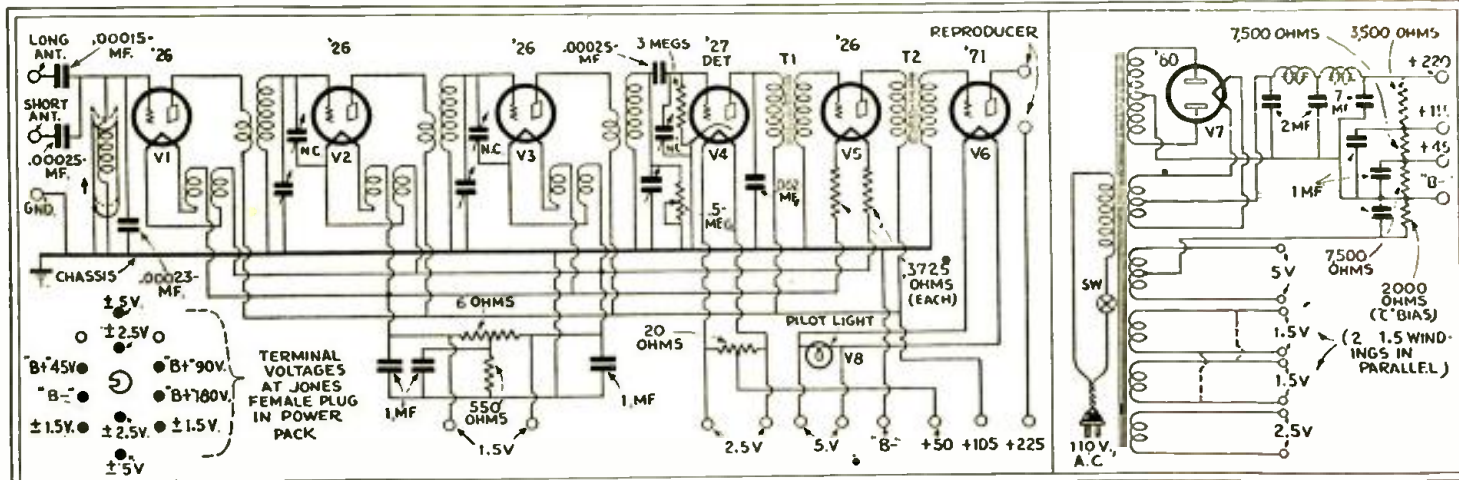 LONG ANT.
.00015-MF.
SHORT ANT.
.00025-MF.
GND.
CHASSIS
.00023-MF.
'26
V1
'26
N.C.
V2
'26
N.C.
V3
.00025-MF
3 MEGS
'27
DET
NC
V4
.5-MEG
T1
MF.
'26
V5
T2
'71
V6
REPRODUCER
.3725 OHMS (EACH)
6 OHMS
20 OHMS
PILOT LIGHT
V8
1 MF
550 OHMS
1 MF
1.5V
2.5V
5V
"B-"
+50
+105
+225
± 5V.
± 2.5V.
"B+"45V
"B+"90V.
"B-"
"B+"180V.
± 1.5V.
± 2.5V.
± 1.5V.
± 5V
TERMINAL
VOLTAGES
AT JONES
FEMALE PLUG
IN POWER
PACK
V7
2MF
7 MF
7,500 OHMS
3,500 OHMS
+220
+45
"B-"
1 MF
7,500 OHMS
2000 OHMS
("C" BIAS)
SW
110 V.,
A.C.
5V
1.5V
1.5V
2.5V
(2 1.5 WIND-
INGS IN
PARALLEL)